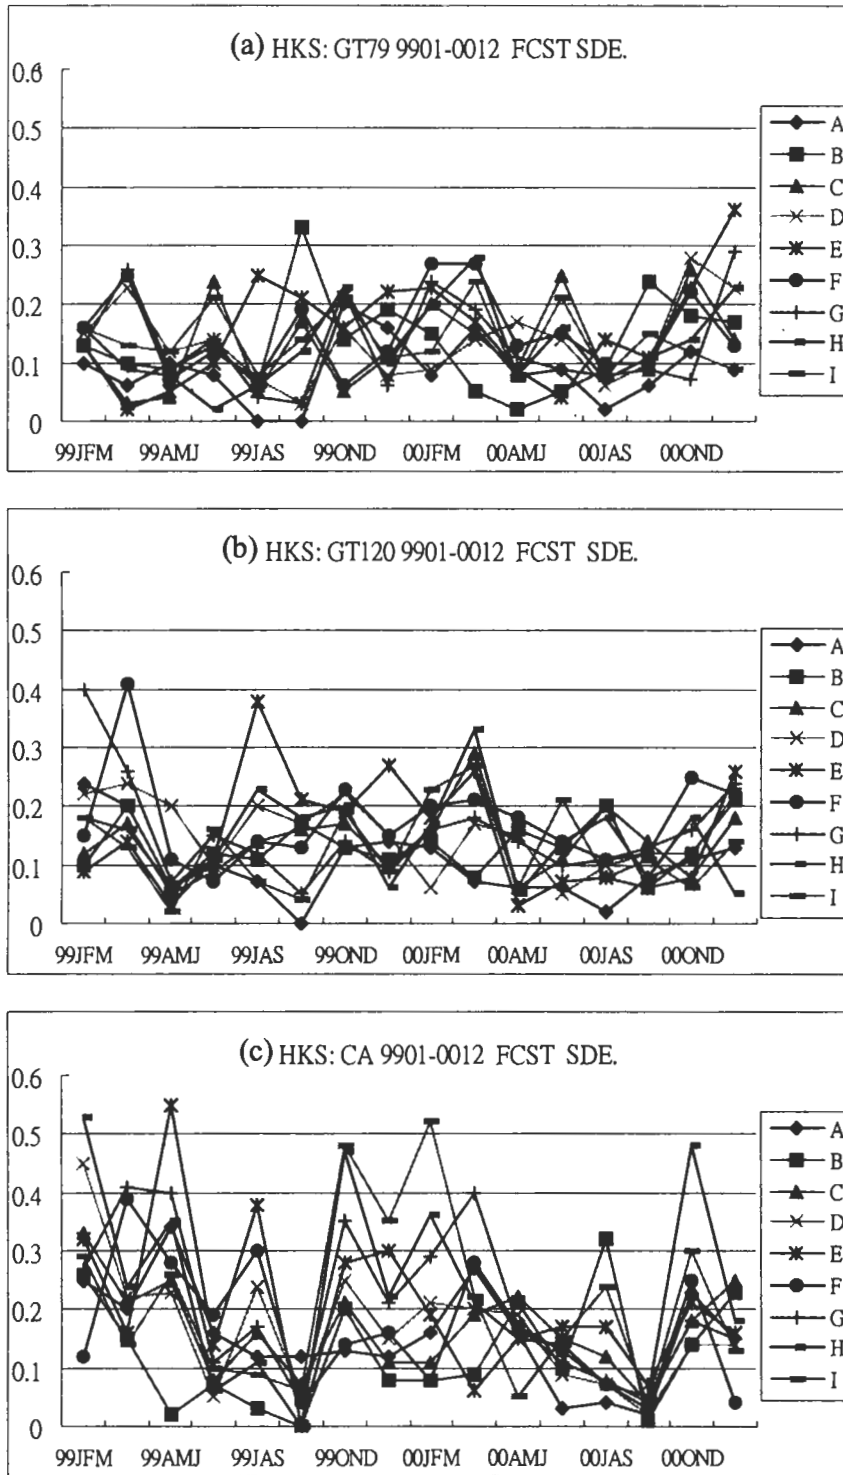 (a) HKS: GT79 9901-0012 FCST SDE.
0.6
0.5
0.4
0.3
0.2
0.1
0
99JFM 99AMJ 99JAS 99OND 00JFM 00AMJ 00JAS 00OND
A
B
C
D
E
F
G
H
I
(b) HKS: GT120 9901-0012 FCST SDE.
0.6
0.5
0.4
0.3
0.2
0.1
0
99JFM 99AMJ 99JAS 99OND 00JFM 00AMJ 00JAS 00OND
A
B
C
D
E
F
G
H
I
(c) HKS: CA 9901-0012 FCST SDE.
0.6
0.5
0.4
0.3
0.2
0.1
0
99JFM 99AMJ 99JAS 99OND 00JFM 00AMJ 00JAS 00OND
A
B
C
D
E
F
G
H
I